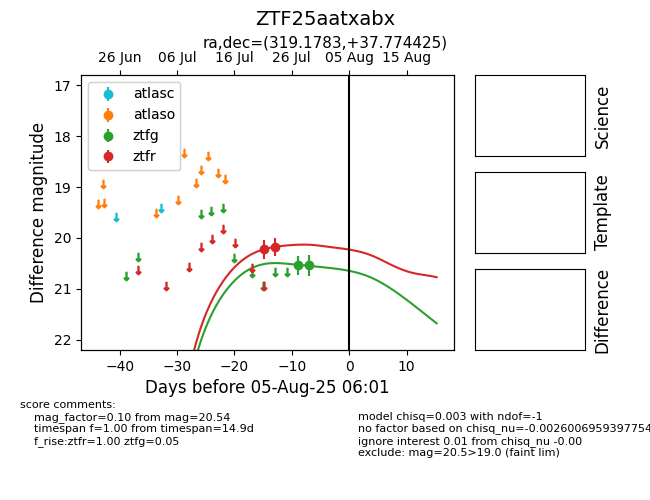 ZTF25aatxabx
ra,dec=(319.1783,+37.774425)
26 Jun 06 Jul 16 Jul 26 Jul 05 Aug 15 Aug
17
18
19
20
21
22
Difference magnitude
atlasc
atlaso
ztfg
ztfr
−40 −30 −20 −10 0 10
Days before 05-Aug-25 06:01
Science
Template
Difference
score comments:
mag_factor=0.10 from mag=20.54
timespan f=1.00 from timespan=14.9d
f_rise:ztfr=1.00 ztfg=0.05
model chisq=0.003 with ndof=-1
no factor based on chisq_nu=-0.0026006959397754
ignore interest 0.01 from chisq_nu -0.00
exclude: mag=20.5>19.0 (faint lim)